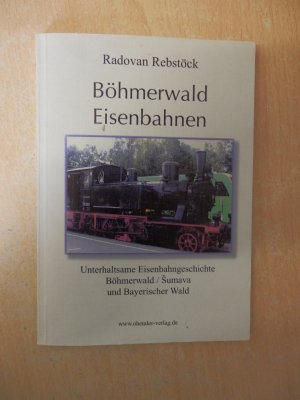 Radovan Rebstöck
Böhmerwald
Eisenbahnen
Unterhaltsame Eisenbahngeschichte
Böhmerwald / Šumava
und Bayerischer Wald
www.ohetaler-verlag.de